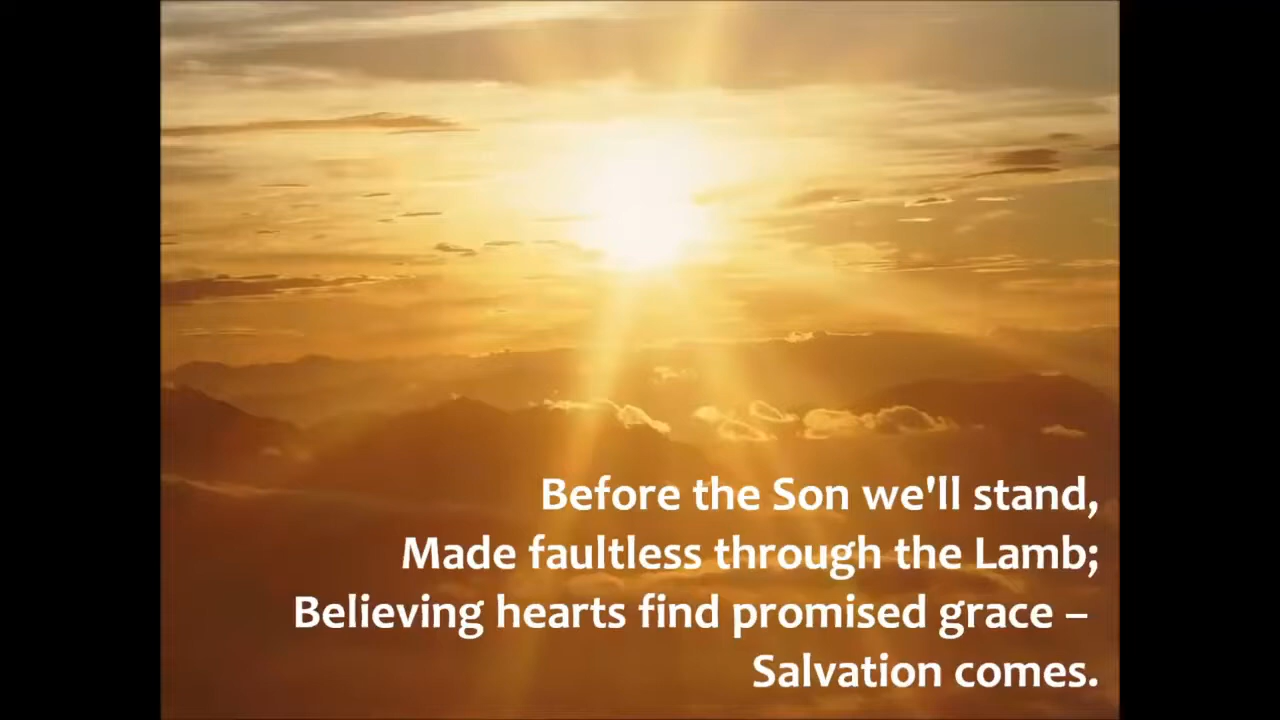 Before the Son we'll stand,
Made faultless through the Lamb;
Believing hearts find promised grace –
Salvation comes.